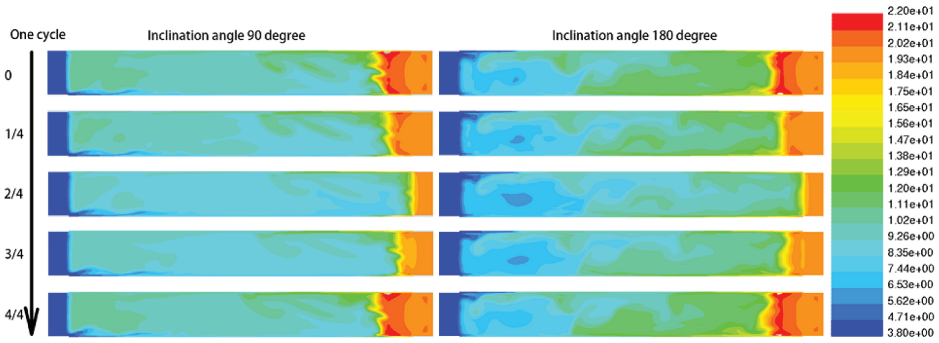 One cycle
Inclination angle 90 degree
Inclination angle 180 degree
0
1/4
2/4
3/4
4/4
2.20e+01
2.11e+01
2.02e+01
1.93e+01
1.84e+01
1.75e+01
1.65e+01
1.56e+01
1.47e+01
1.38e+01
1.29e+01
1.20e+01
1.11e+01
1.02e+01
9.26e+00
8.35e+00
7.44e+00
6.53e+00
5.62e+00
4.71e+00
3.80e+00